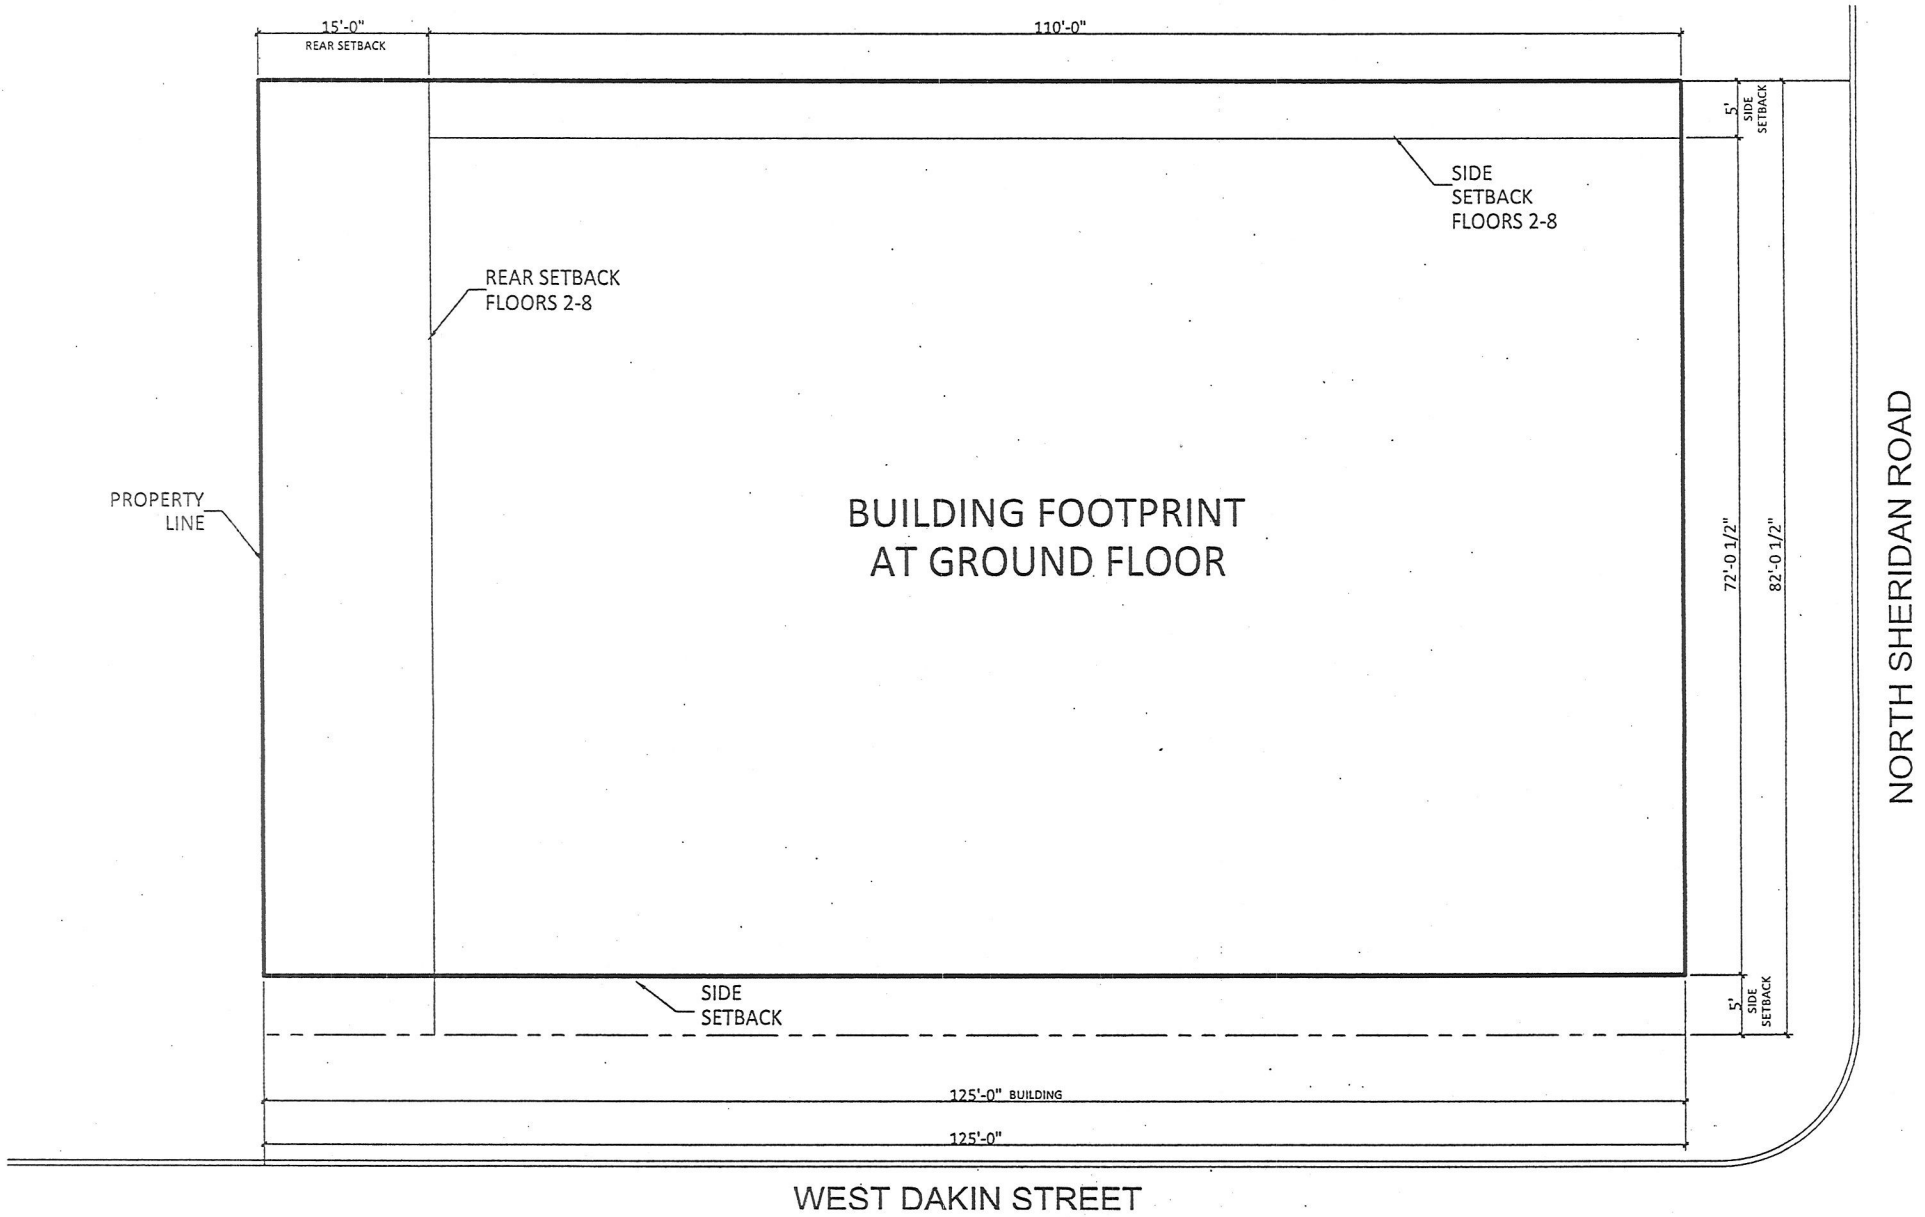 15'-0"
REAR SETBACK
110'-0"
5'
SIDE
SETBACK
SIDE
SETBACK
FLOORS 2-8
REAR SETBACK
FLOORS 2-8
PROPERTY
LINE
BUILDING FOOTPRINT
AT GROUND FLOOR
72'-0 1/2"
82'-0 1/2"
NORTH SHERIDAN ROAD
SIDE
SETBACK
5'
SIDE
SETBACK
125'-0" BUILDING
125'-0"
WEST DAKIN STREET